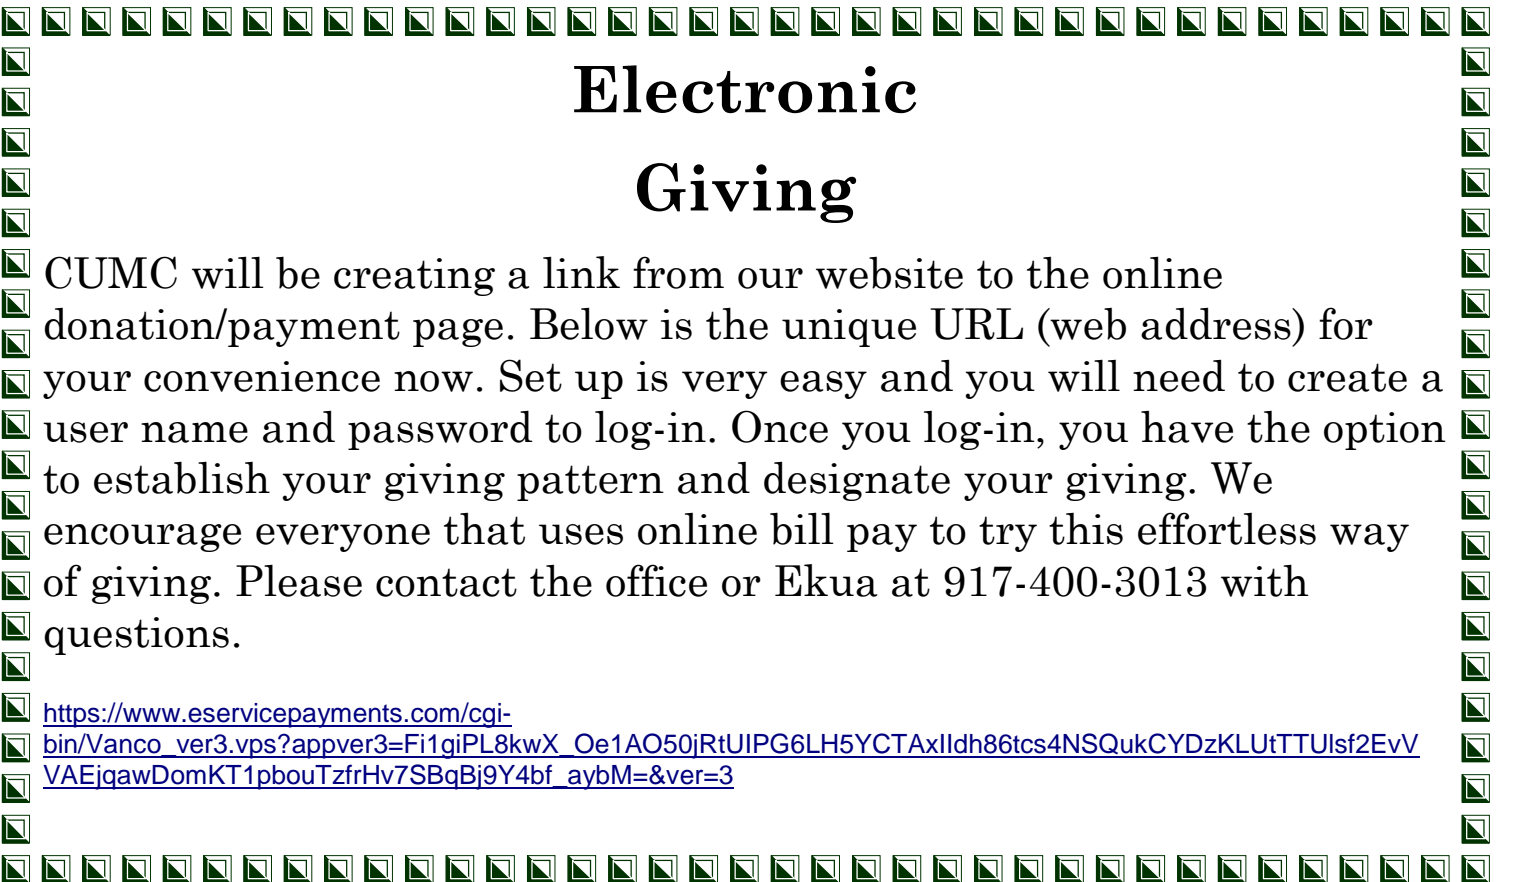 Electronic
Giving
CUMC will be creating a link from our website to the online
donation/payment page. Below is the unique URL (web address) for
your convenience now. Set up is very easy and you will need to create a
user name and password to log-in. Once you log-in, you have the option
to establish your giving pattern and designate your giving. We
encourage everyone that uses online bill pay to try this effortless way
of giving. Please contact the office or Ekua at 917-400-3013 with
questions.
https://www.eservicepayments.com/cgi-
bin/Vanco_ver3.vps?appver3=Fi1giPL8kwX_Oe1AO50jRtUIPG6LH5YCTAxIIdh86tcs4NSQukCYDzKLUtTTUlsf2EvV
VAEjqawDomKT1pbouTzfrHv7SBqBj9Y4bf_aybM=&ver=3